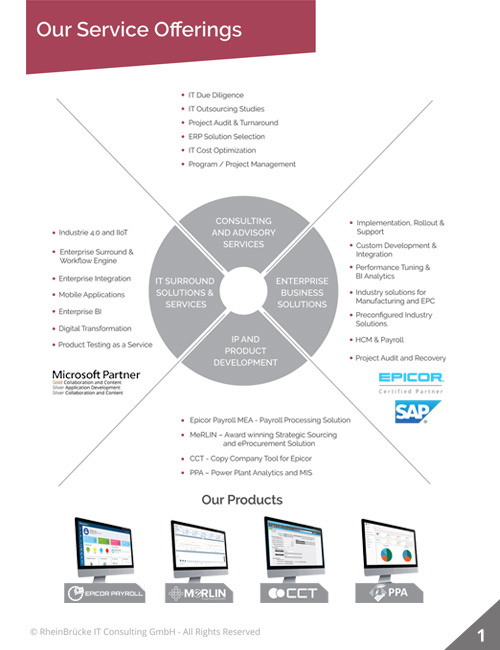 Our Service Offerings
• IT Due Diligence
• IT Outsourcing Studies
• Project Audit & Turnaround
• ERP Solution Selection
• IT Cost Optimization
• Program / Project Management
CONSULTING
AND ADVISORY
SERVICES
• Industrie 4.0 and IIoT
• Enterprise Surround &
Workflow Engine
• Enterprise Integration
• Mobile Applications
• Enterprise BI
• Digital Transformation
• Product Testing as a Service
Microsoft Partner
Gold Collaboration and Content
Silver Application Development
Silver Collaboration and Content
IT SURROUND
SOLUTIONS &
SERVICES
ENTERPRISE
BUSINESS
SOLUTIONS
• Implementation, Rollout &
Support
• Custom Development &
Integration
• Performance Tuning &
BI Analytics
• Industry solutions for
Manufacturing and EPC
• Preconfigured Industry
Solutions.
• HCM & Payroll
• Project Audit and Recovery
EPICOR
Certified Partner
SAP
IP AND
PRODUCT
DEVELOPMENT
• Epicor Payroll MEA - Payroll Processing Solution
• MeRLIN – Award winning Strategic Sourcing
and eProcurement Solution
• CCT - Copy Company Tool for Epicor
• PPA – Power Plant Analytics and MIS
Our Products
EPICOR PAYROLL
MERLIN
CCT
PPA
© RheinBrücke IT Consulting GmbH - All Rights Reserved
1